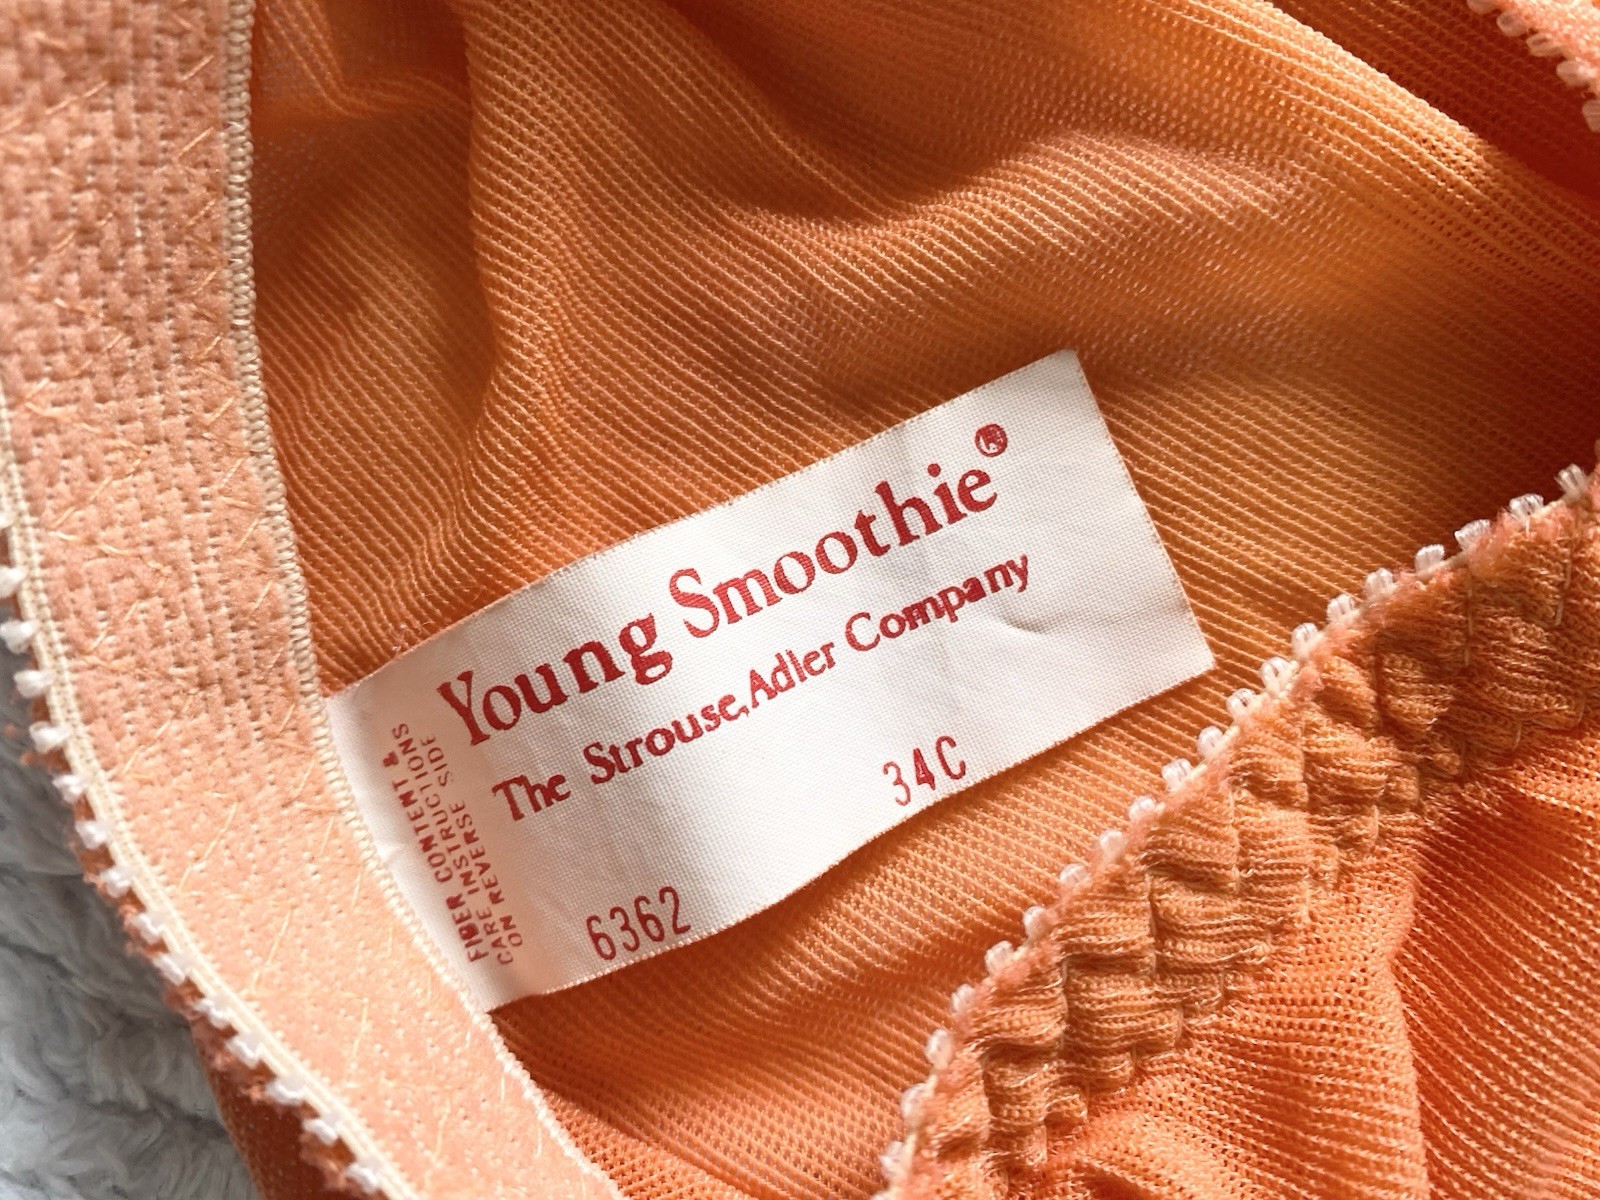 Young Smoothie®
The Strouse, Adler Company
34C
6362
FIBER CONTENT &
CARE INSTRUCTIONS
ON REVERSE SIDE